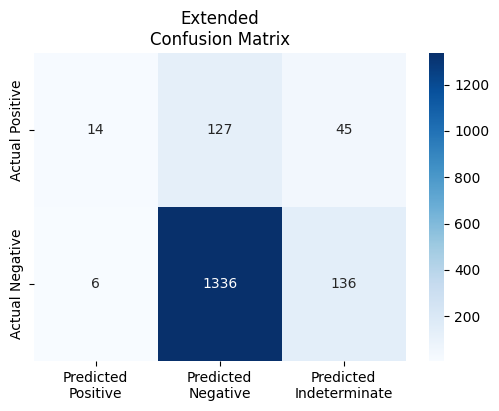 Extended
Confusion Matrix
Actual Positive
14 127 45
Actual Negative
6 1336 136
Predicted Positive
Predicted Negative
Predicted Indeterminate
1200
1000
800
600
400
200